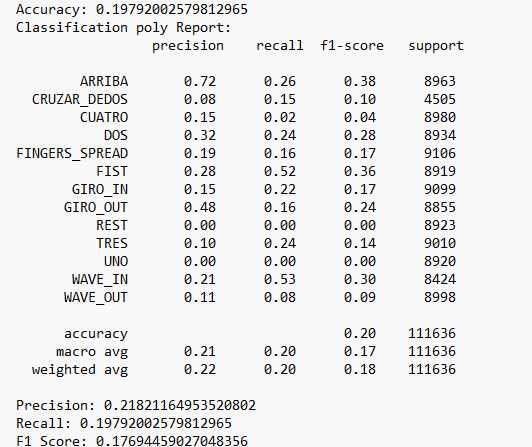 Accuracy: 0.19792002579812965
Classification poly Report:
precision recall f1-score support
ARRIBA 0.72 0.26 0.38 8963
CRUZAR_DEDOS 0.08 0.15 0.10 4505
CUATRO 0.15 0.02 0.04 8980
DOS 0.32 0.24 0.28 8934
FINGERS_SPREAD 0.19 0.16 0.17 9106
FIST 0.28 0.52 0.36 8919
GIRO_IN 0.15 0.22 0.17 9099
GIRO_OUT 0.48 0.16 0.24 8855
REST 0.00 0.00 0.00 8923
TRES 0.10 0.24 0.14 9010
UNO 0.00 0.00 0.00 8920
WAVE_IN 0.21 0.53 0.30 8424
WAVE_OUT 0.11 0.08 0.09 8998
accuracy 0.20 111636
macro avg 0.21 0.20 0.17 111636
weighted avg 0.22 0.20 0.18 111636
Precision: 0.21821164953520802
Recall: 0.19792002579812965
F1 Score: 0.17694459027048356